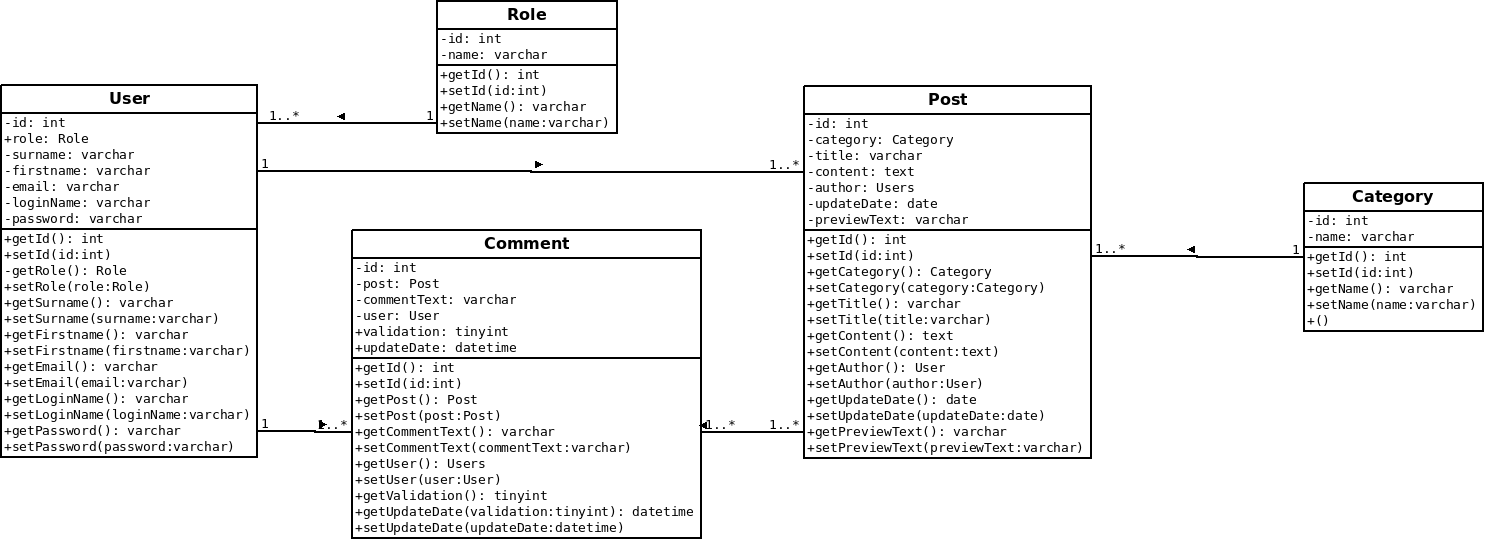 Role
-id: int
-name: varchar
+getId(): int
+setId(id:int)
+getName(): varchar
+setName(name:varchar)
User
-id: int
+role: Role
-surname: varchar
-firstname: varchar
-email: varchar
-loginName: varchar
-password: varchar
+getId(): int
+setId(id:int)
-getRole(): Role
+setRole(role:Role)
+getSurname(): varchar
+setSurname(surname:varchar)
+getFirstname(): varchar
+setFirstname(firstname:varchar)
+getEmail(): varchar
+setEmail(email:varchar)
+getLoginName(): varchar
+setLoginName(loginName:varchar)
+getPassword(): varchar
+setPassword(password:varchar)
1..*
1
1
1..*
1
1..*
Comment
-id: int
-post: Post
-commentText: varchar
-user: User
+validation: tinyint
+updateDate: datetime
+getId(): int
+setId(id:int)
+getPost(): Post
+setPost(post:Post)
+getCommentText(): varchar
+setCommentText(commentText:varchar)
+getUser(): Users
+setUser(user:User)
+getValidation(): tinyint
+getUpdateDate(validation:tinyint): datetime
+setUpdateDate(updateDate:datetime)
1..*
1..*
Post
-id: int
-category: Category
-title: varchar
-content: text
-author: Users
-updateDate: date
-previewText: varchar
+getId(): int
+setId(id:int)
+getCategory(): Category
+setCategory(category:Category)
+getTitle(): varchar
+setTitle(title:varchar)
+getContent(): text
+setContent(content:text)
+getAuthor(): User
+setAuthor(author:User)
+getUpdateDate(): date
+setUpdateDate(updateDate:date)
+getPreviewText(): varchar
+setPreviewText(previewText:varchar)
1..*
1
Category
-id: int
-name: varchar
+getId(): int
+setId(id:int)
+getName(): varchar
+setName(name:varchar)
+()